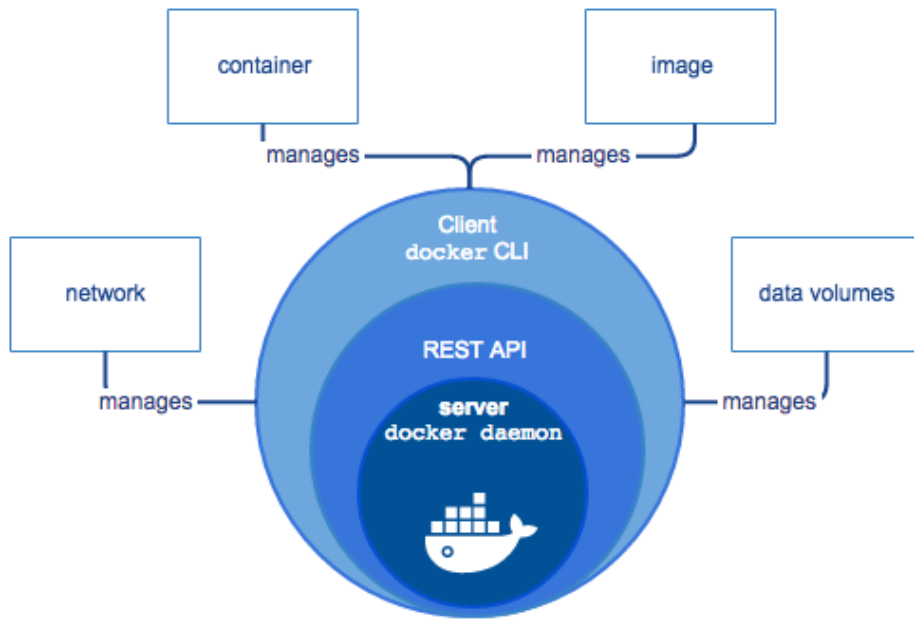 container
image
manages
manages
Client
docker CLI
network
data volumes
REST API
manages
manages
server
docker daemon